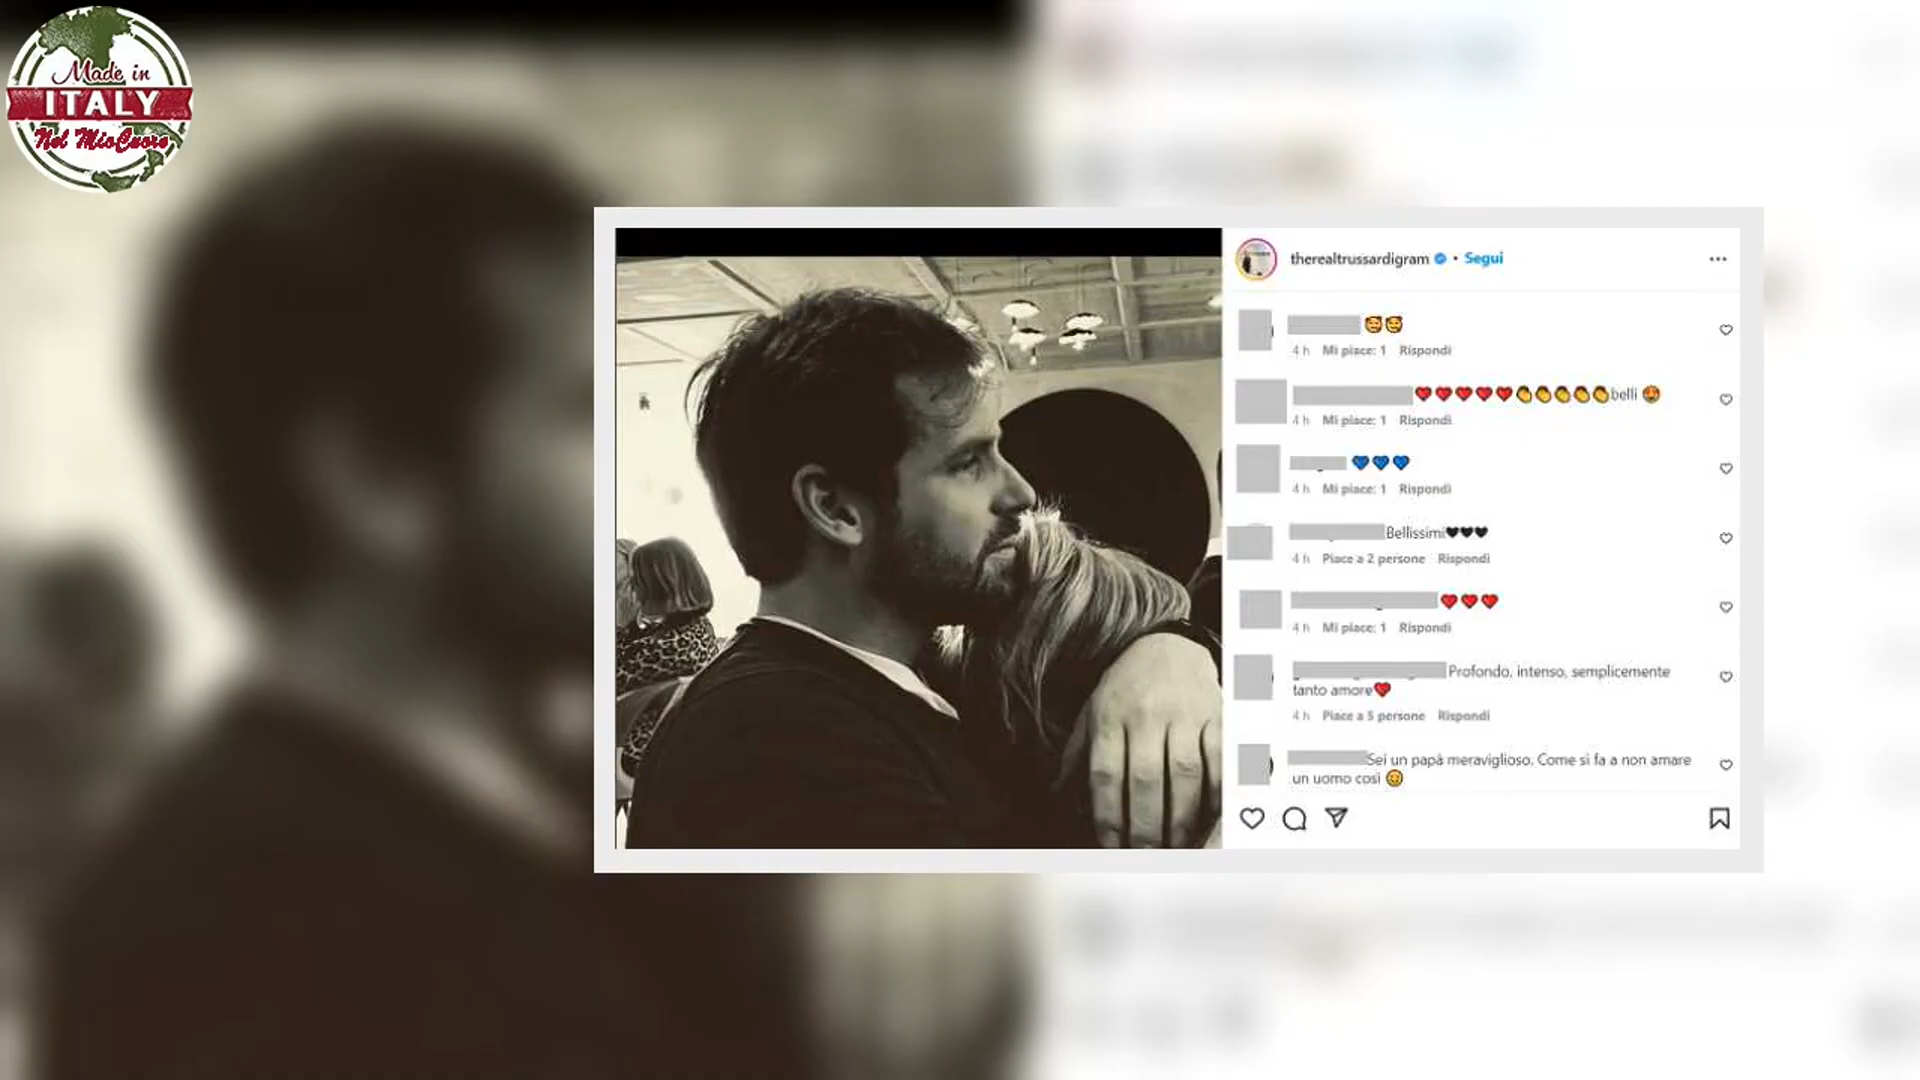 Made in
ITALY
Nel Mio Cuore
therealtrussardigram • Segui
4 h Mi piace: 1 Rispondi
belli
4 h Mi piace: 1 Rispondi
4 h Mi piace: 1 Rispondi
Bellissimi
4 h Piace a 2 persone Rispondi
4 h Mi piace: 1 Rispondi
Profondo, intenso, semplicemente
tanto amore
4 h Piace a 5 persone Rispondi
Sei un papà meraviglioso. Come si fa a non amare
un uomo così